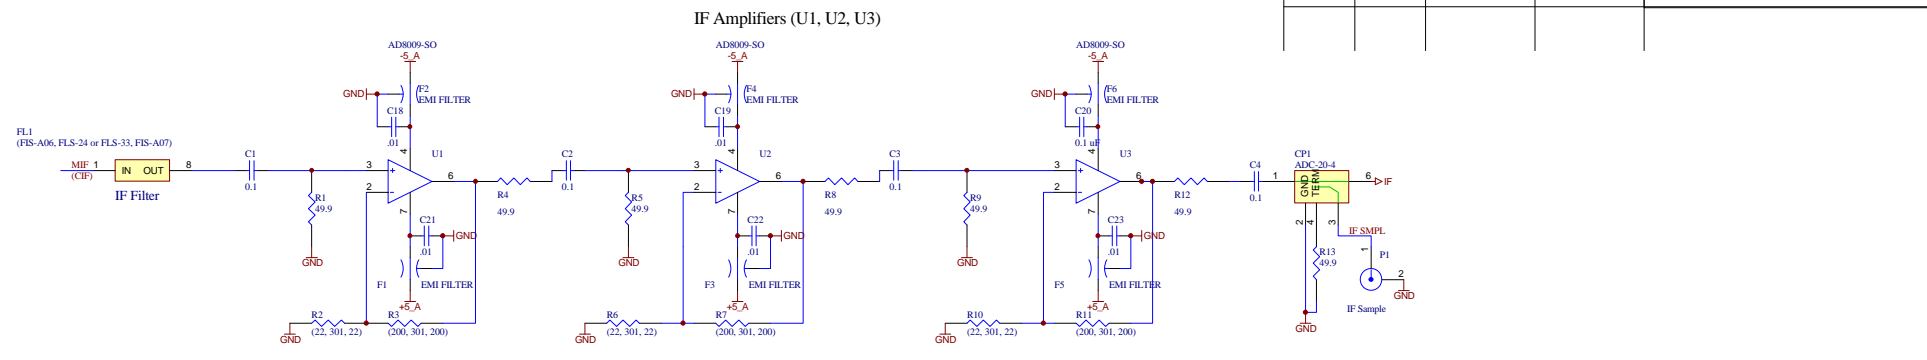 IF Amplifiers (U1, U2, U3)
AD8009-SO
-5_A
GND
F2
EMI FILTER
C18
.01
4
U1
3
2
6
7
C21
GND
.01
F1
EMI FILTER
+5_A
FL1
(FIS-A06, FLS-24 or FLS-33, FIS-A07)
MIF
(CIF)
1
IN OUT
8
IF Filter
C1
0.1
R1
49.9
GND
GND
R2
(22, 301, 22)
R3
(200, 301, 200)
R4
49.9
C2
0.1
R5
49.9
GND
AD8009-SO
-5_A
GND
F4
EMI FILTER
C19
.01
4
U2
3
2
6
7
C22
GND
.01
F3
EMI FILTER
+5_A
GND
R6
(22, 301, 22)
R7
(200, 301, 200)
R8
49.9
C3
0.1
R9
49.9
GND
AD8009-SO
-5_A
GND
F6
EMI FILTER
C20
0.1 uF
4
U3
3
2
6
7
C23
GND
.01
F5
EMI FILTER
+5_A
GND
R10
(22, 301, 22)
R11
(200, 301, 200)
R12
49.9
C4
0.1
CP1
ADC-20-4
1
GND
TERM
6
IF
2
4
3
IF SMPL
R13
49.9
GND
1
P1
2
GND
IF Sample